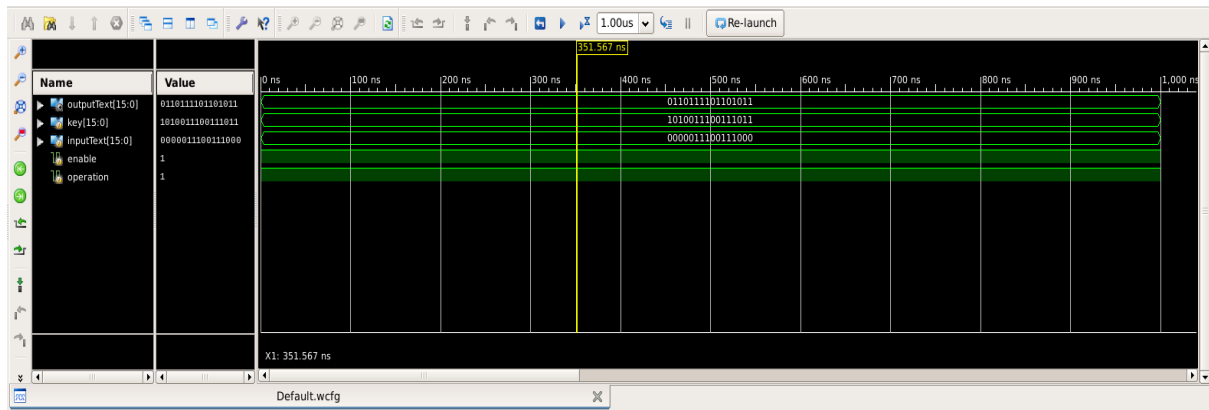 1.00us Re-launch
351.567 ns
Name Value 0 ns 100 ns 200 ns 300 ns 400 ns 500 ns 600 ns 700 ns 800 ns 900 ns 1,000 ns
outputText[15:0] 0110111101101011 0110111101101011
key[15:0] 1010011100111011 1010011100111011
inputText[15:0] 0000011100111000 0000011100111000
enable 1
operation 1
X1: 351.567 ns
Default.wcfg